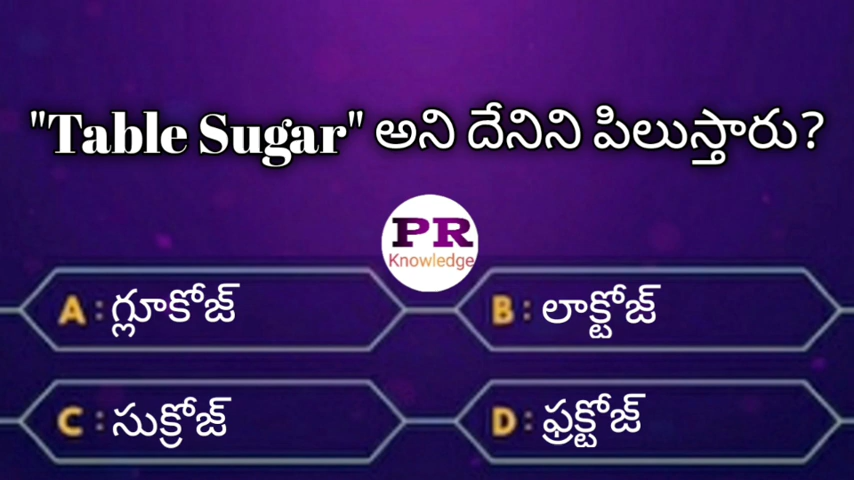 "Table Sugar" అని దేనిని పిలుస్తారు?
PR
Knowledge
A : గ్లూకోజ్
B : లాక్టోజ్
C : సుక్రోజ్
D : ఫ్రక్టోజ్